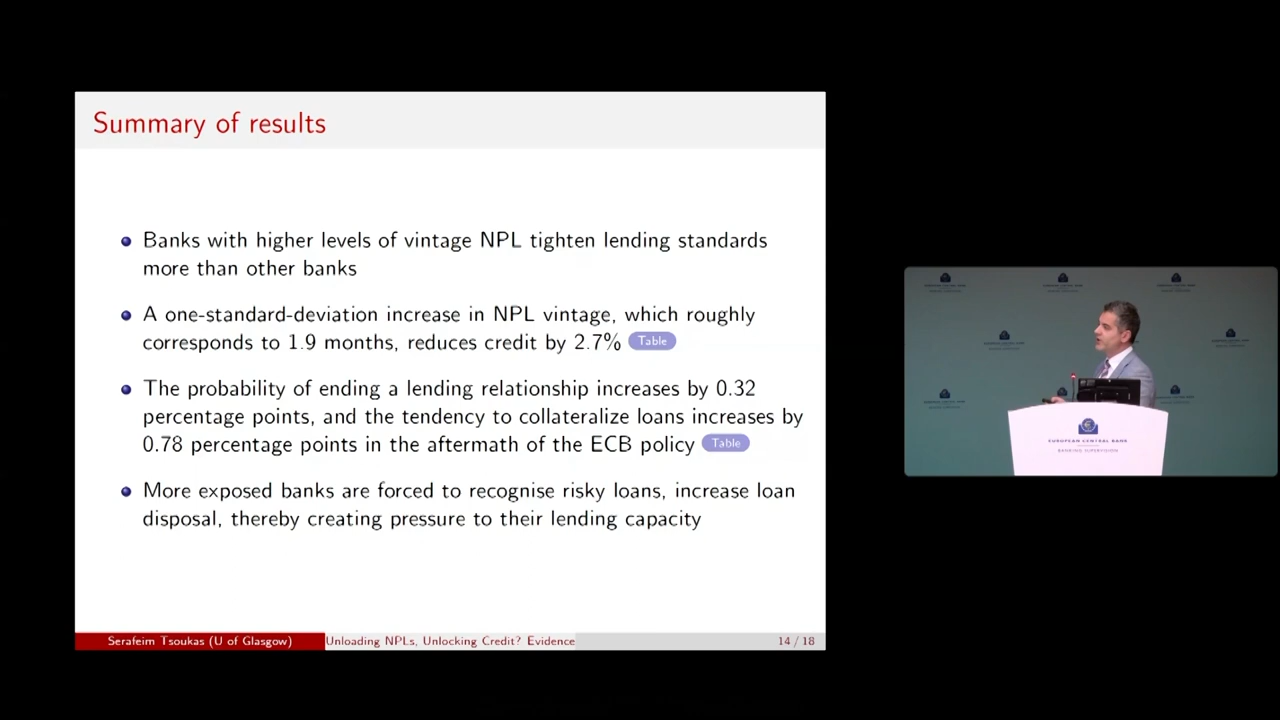 Summary of results
Banks with higher levels of vintage NPL tighten lending standards
more than other banks
A one-standard-deviation increase in NPL vintage, which roughly
corresponds to 1.9 months, reduces credit by 2.7% Table
The probability of ending a lending relationship increases by 0.32
percentage points, and the tendency to collateralize loans increases by
0.78 percentage points in the aftermath of the ECB policy Table
More exposed banks are forced to recognise risky loans, increase loan
disposal, thereby creating pressure to their lending capacity
Serafeim Tsoukas (U of Glasgow)
Unloading NPLs, Unlocking Credit? Evidence
14 / 18
EUROPEAN CENTRAL BANK
BANKING SUPERVISION